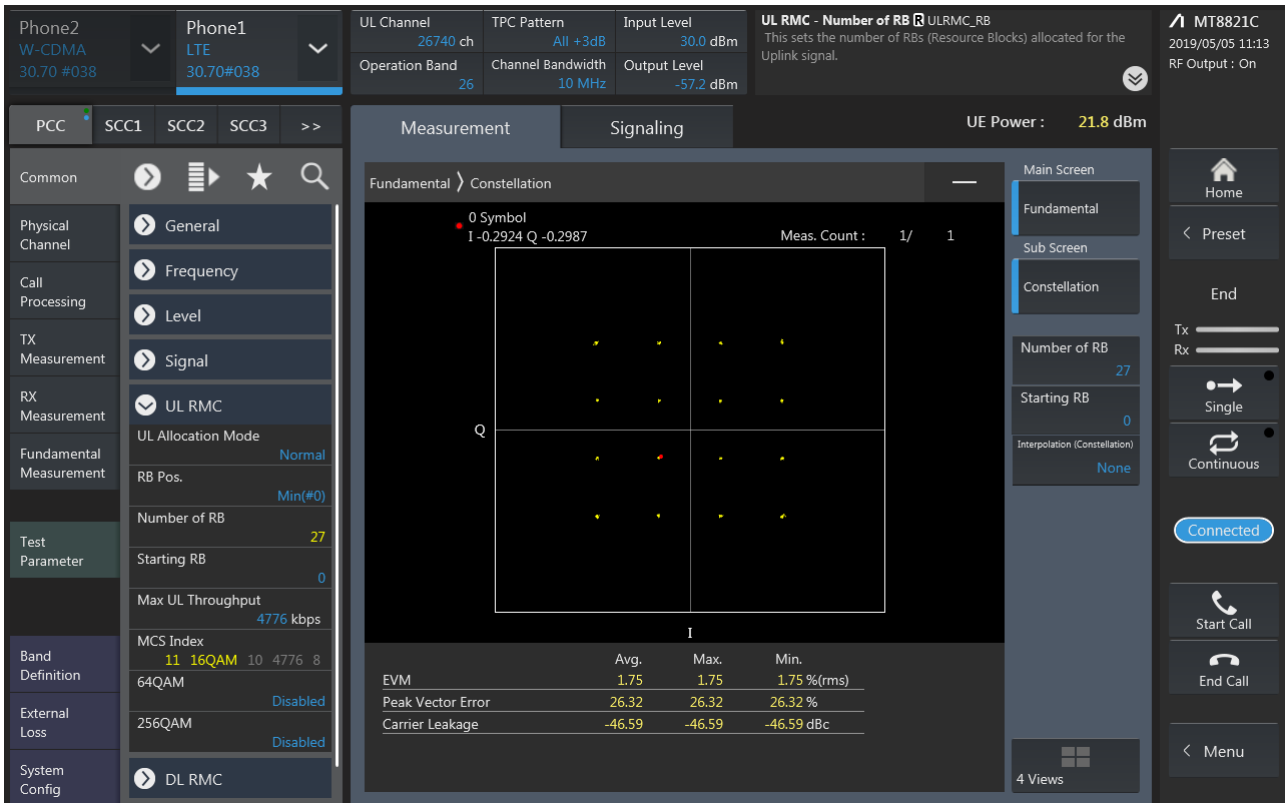 Phone2
W-CDMA
30.70 #038
Phone1
LTE
30.70#038
UL Channel
26740 ch
TPC Pattern
All +3dB
Input Level
30.0 dBm
Operation Band
26
Channel Bandwidth
10 MHz
Output Level
-57.2 dBm
UL RMC - Number of RB R ULRMC_RB
This sets the number of RBs (Resource Blocks) allocated for the
Uplink signal.
MT8821C
2019/05/05 11:13
RF Output : On
PCC SCC1 SCC2 SCC3 >>
Measurement
Signaling
UE Power : 21.8 dBm
Common
Physical
Channel
Call
Processing
TX
Measurement
RX
Measurement
Fundamental
Measurement
Test
Parameter
Band
Definition
External
Loss
System
Config
General
Frequency
Level
Signal
UL RMC
UL Allocation Mode
Normal
RB Pos.
Min(#0)
Number of RB
27
Starting RB
0
Max UL Throughput
4776 kbps
MCS Index
11 16QAM 10 4776 8
64QAM
Disabled
256QAM
Disabled
DL RMC
Fundamental ⟩ Constellation
0 Symbol
I -0.2924 Q -0.2987
Meas. Count : 1/ 1
Q
I
Avg. Max. Min.
EVM 1.75 1.75 1.75 %(rms)
Peak Vector Error 26.32 26.32 26.32 %
Carrier Leakage -46.59 -46.59 -46.59 dBc
Main Screen
Fundamental
Sub Screen
Constellation
Number of RB
27
Starting RB
0
Interpolation (Constellation)
None
4 Views
Home
< Preset
End
Tx
Rx
Single
Continuous
Connected
Start Call
End Call
< Menu